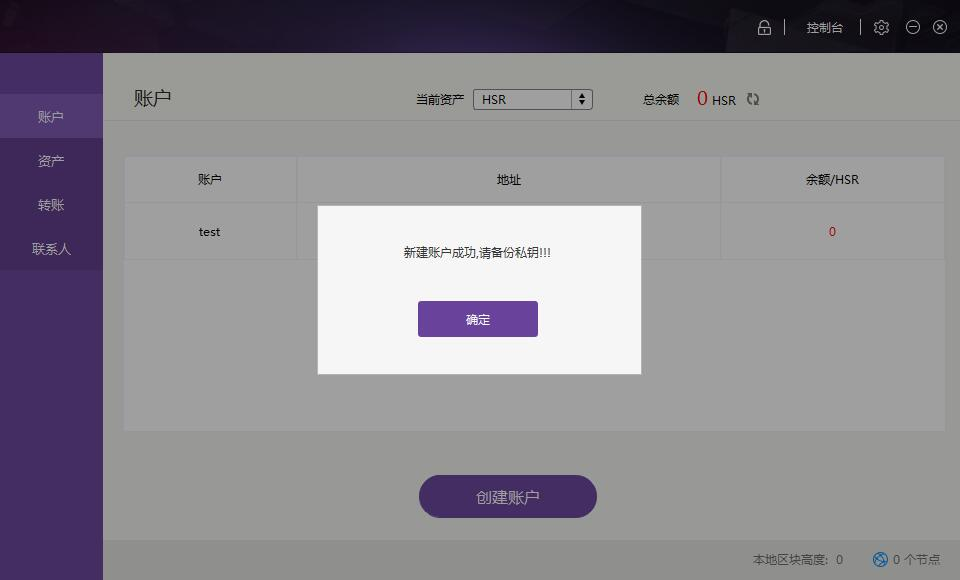 控制台
账户
资产
转账
联系人
账户
当前资产 HSR
总余额 0 HSR
账户 地址 余额/HSR
test 0
新建账户成功,请备份私钥!!!
确定
创建账户
本地区块高度: 0 0 个节点